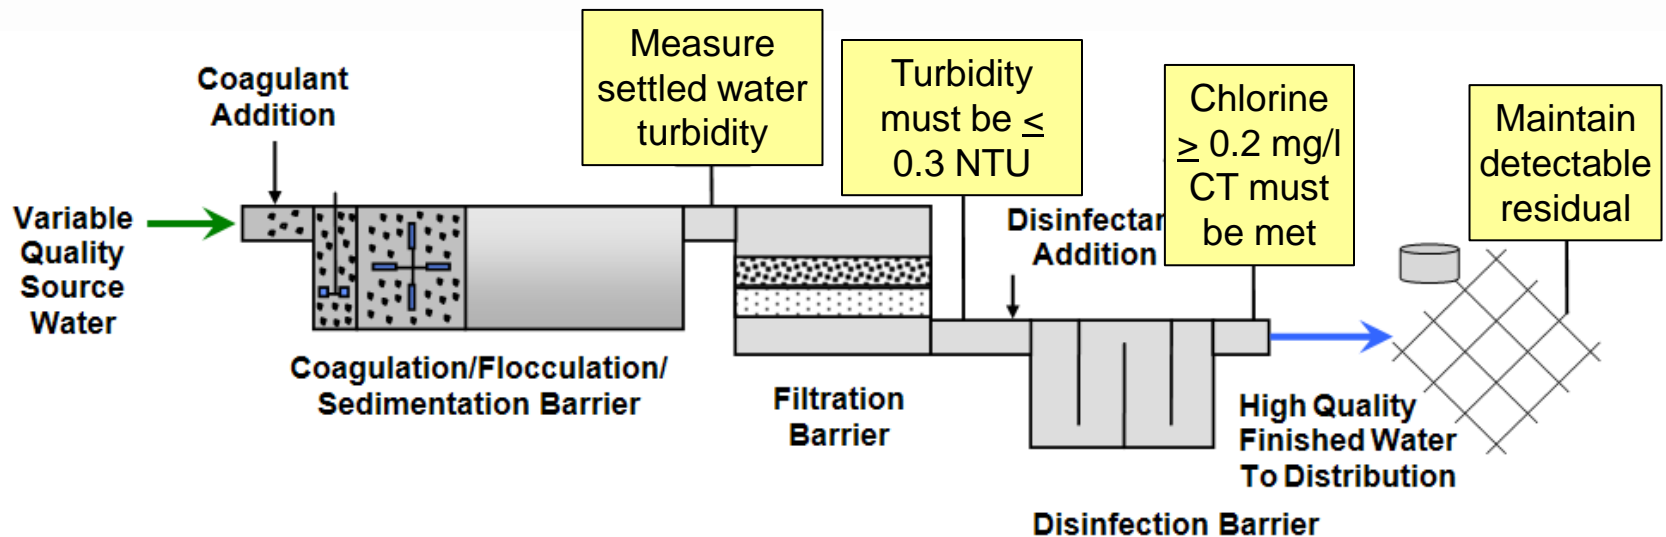 Coagulant
Addition
Measure
settled water
turbidity
Turbidity
must be ≤
0.3 NTU
Chlorine
≥ 0.2 mg/l
CT must
be met
Maintain
detectable
residual
Variable
Quality
Source
Water
Disinfectan
Addition
Coagulation/Flocculation/
Sedimentation Barrier
Filtration
Barrier
High Quality
Finished Water
To Distribution
Disinfection Barrier